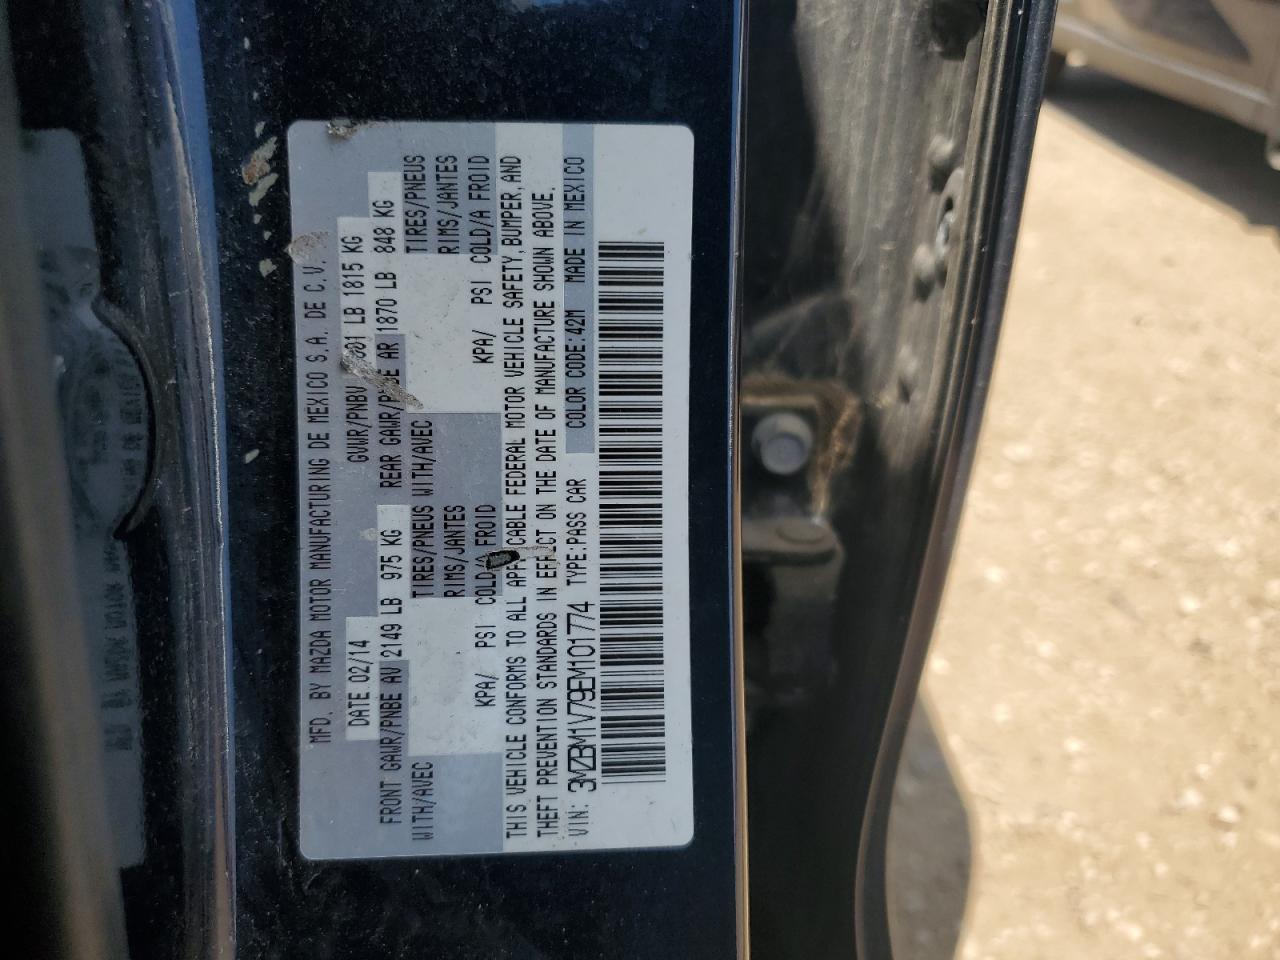 MFD. BY MAZDA MOTOR MANUFACTURING DE MEXICO S.A. DE C.V.
DATE 02/14 GVWR/PNBV LB 1815 KG
FRONT GAWR/PNBE AV 2149 LB 975 KG REAR GAWR/PNBE AR 1870 LB 848 KG
WITH/AVEC TIRES/PNEUS WITH/AVEC TIRES/PNEUS
RIMS/JANTES RIMS/JANTES
KPA/ PSI COLD/A FROID KPA/ PSI COLD/A FROID
THIS VEHICLE CONFORMS TO ALL APPLICABLE FEDERAL MOTOR VEHICLE SAFETY, BUMPER, AND
THEFT PREVENTION STANDARDS IN EFFECT ON THE DATE OF MANUFACTURE SHOWN ABOVE.
VIN: 3MZBM1V79EM101774 TYPE:PASS CAR COLOR CODE:42M MADE IN MEXICO